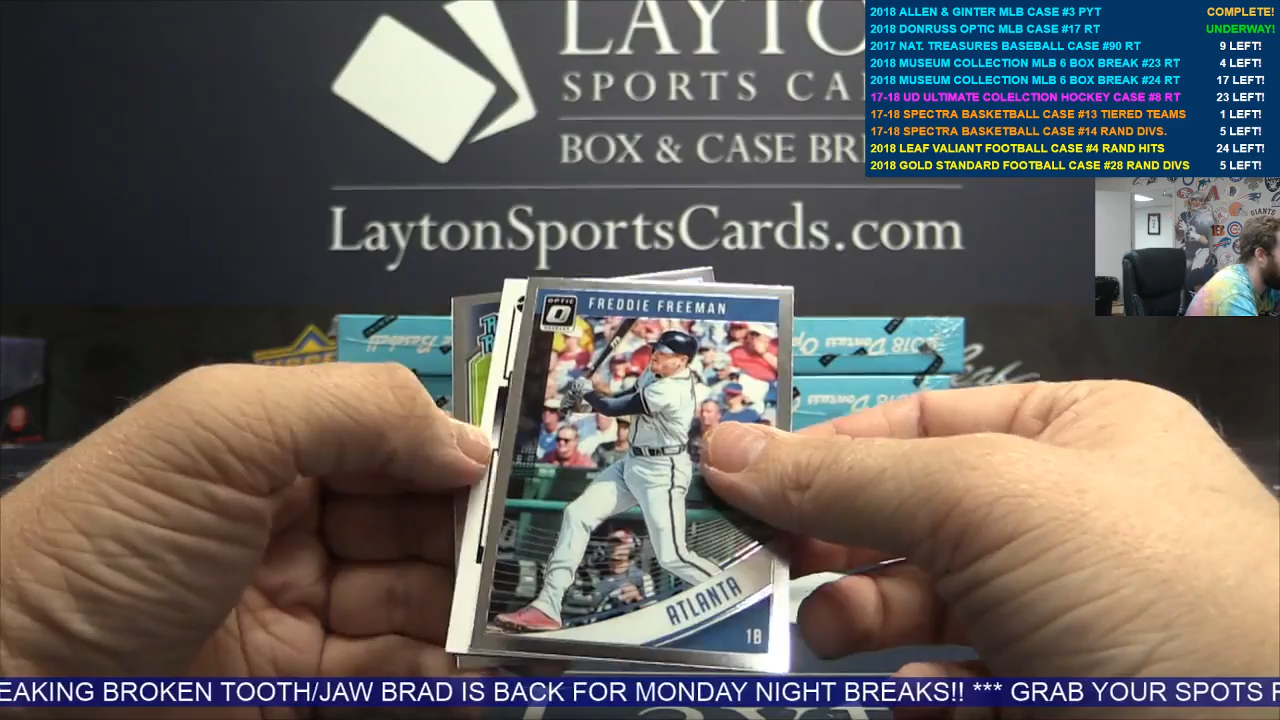 LAYTO
SPORTS CA
BOX & CASE BRE
LaytonSportsCards.com
2018 ALLEN & GINTER MLB CASE #3 PYT COMPLETE!
2018 DONRUSS OPTIC MLB CASE #17 RT UNDERWAY!
2017 NAT. TREASURES BASEBALL CASE #90 RT 9 LEFT!
2018 MUSEUM COLLECTION MLB 6 BOX BREAK #23 RT 4 LEFT!
2018 MUSEUM COLLECTION MLB 6 BOX BREAK #24 RT 17 LEFT!
17-18 UD ULTIMATE COLELCTION HOCKEY CASE #8 RT 23 LEFT!
17-18 SPECTRA BASKETBALL CASE #13 TIERED TEAMS 1 LEFT!
17-18 SPECTRA BASKETBALL CASE #14 RAND DIVS. 5 LEFT!
2018 LEAF VALIANT FOOTBALL CASE #4 RAND HITS 24 LEFT!
2018 GOLD STANDARD FOOTBALL CASE #28 RAND DIVS 5 LEFT!
GIANTS
OPTIC
FREDDIE FREEMAN
ATLANTA
18
EAKING BROKEN TOOTH/JAW BRAD IS BACK FOR MONDAY NIGHT BREAKS!! *** GRAB YOUR SPOTS F